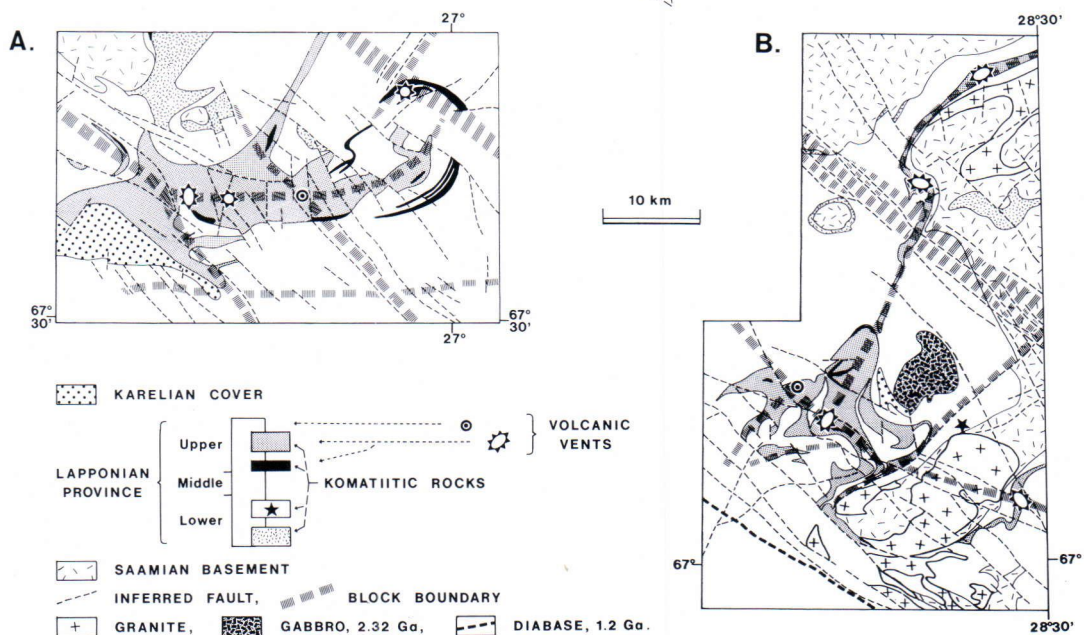 A.
27°
67°
30'
67°
30'
27°
10 km
B.
28°30'
67°
67°
28°30'
KARELIAN COVER
LAPPONIAN
PROVINCE
Upper
Middle
Lower
KOMATIITIC ROCKS
VOLCANIC
VENTS
SAAMIAN BASEMENT
INFERRED FAULT, BLOCK BOUNDARY
GRANITE, GABBRO, 2.32 Ga, DIABASE, 1.2 Ga.